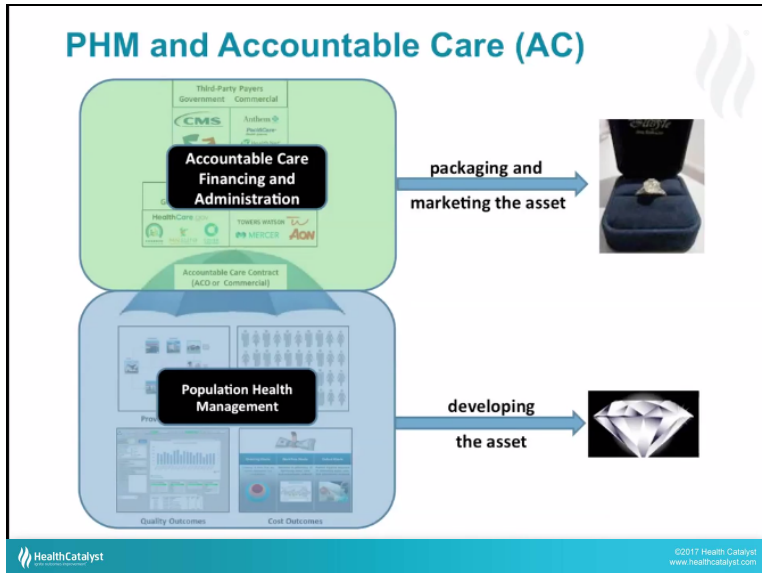 PHM and Accountable Care (AC)
Third-Party Payers
Government Commercial
CMS
Anthem
Accountable Care
Financing and
Administration
HealthCare.gov
TOWERS WATSON
MERCER
AON
Accountable Care Contract
(ACO or Commercial)
packaging and
marketing the asset
Population Health
Management
Quality Outcomes
Cost Outcomes
developing
the asset
HealthCatalyst
©2017 Health Catalyst
www.healthcatalyst.com